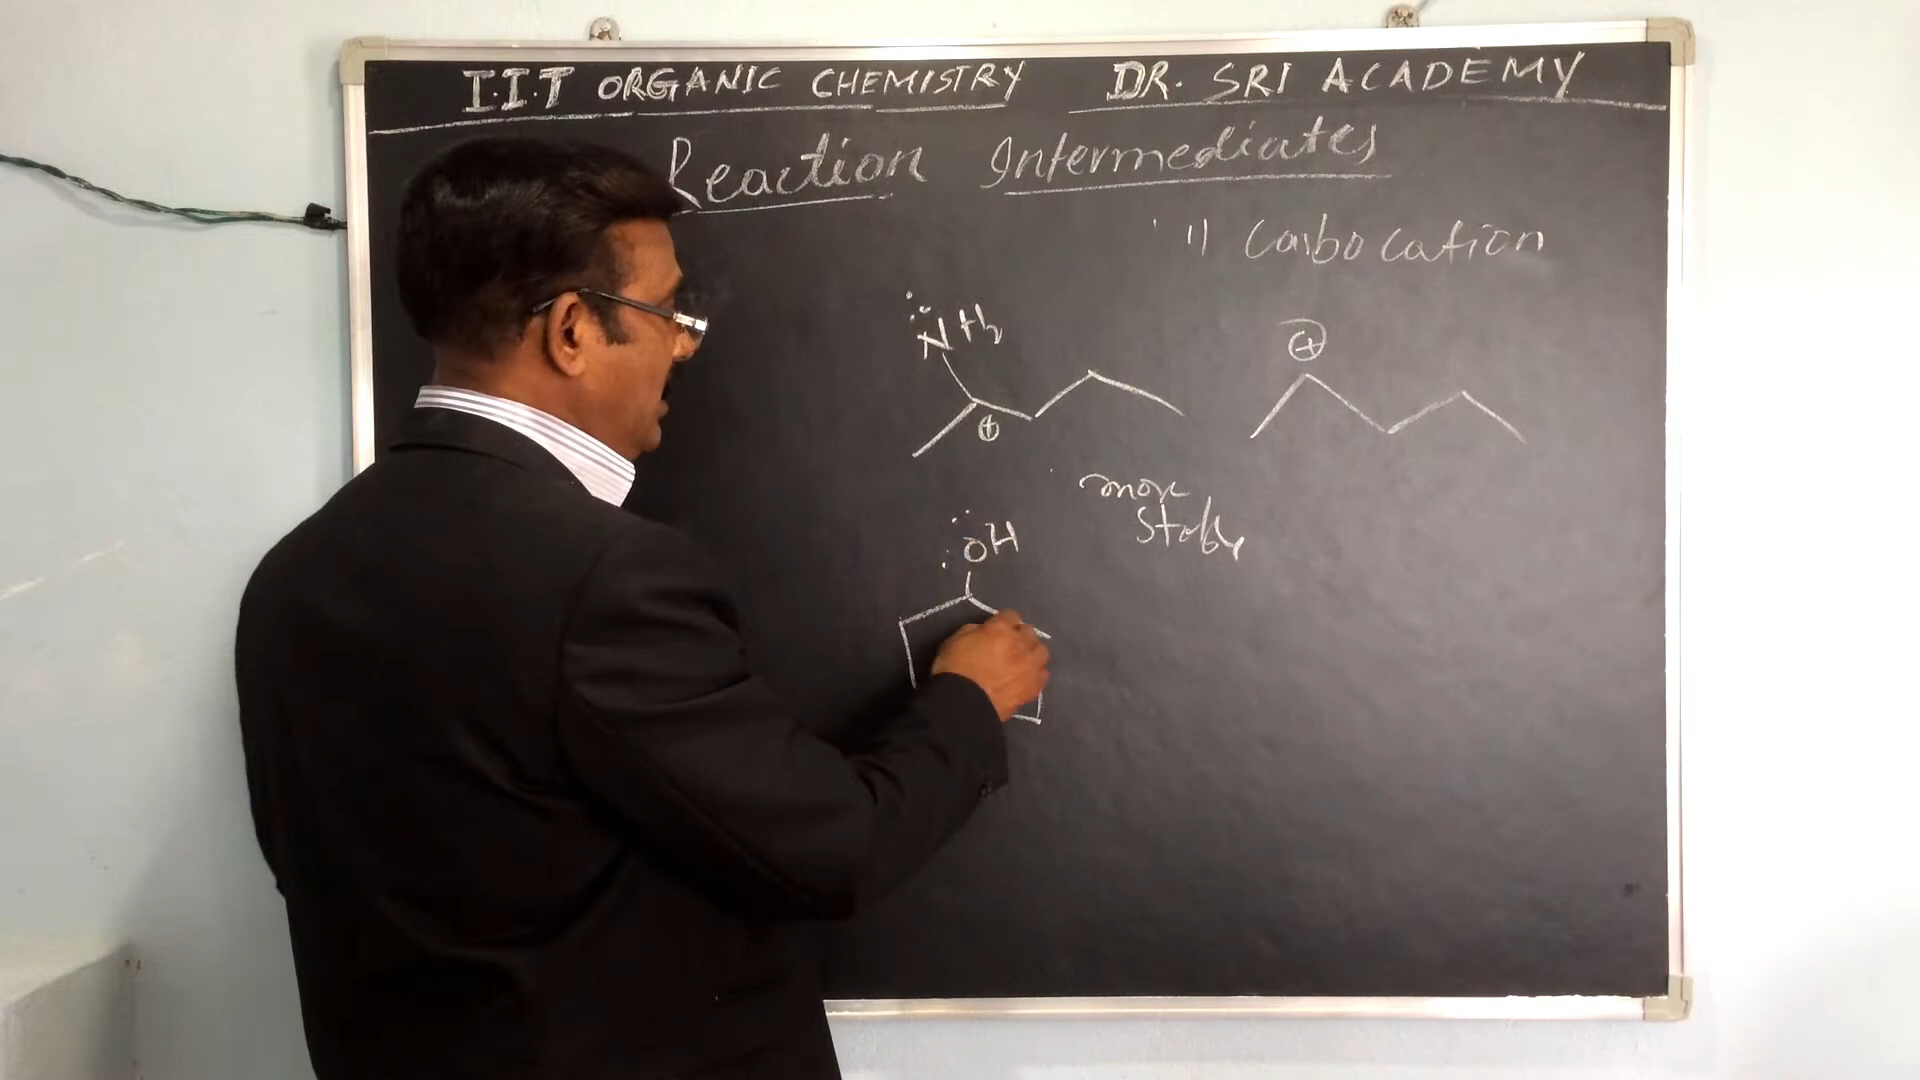 I.I.T ORGANIC CHEMISTRY DR. SRI ACADEMY
Reaction Intermediates
1) Carbocation
:NH₂
⊕
⊕
more
Stable
:OH